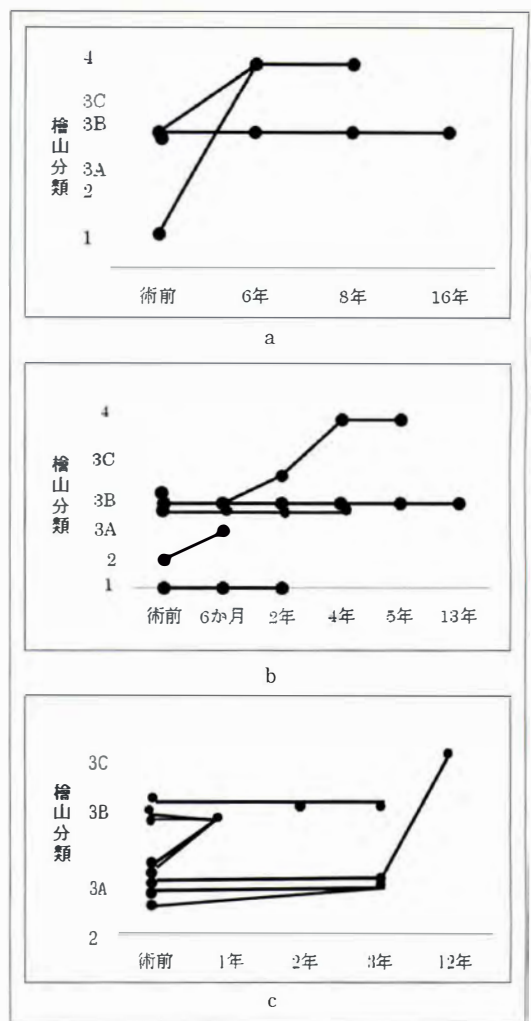 4
3C
3B
3A
2
1
檜山分類
術前 6年 8年 16年
a
4
3C
3B
3A
2
1
檜山分類
術前 6か月 2年 4年 5年 13年
b
3C
3B
3A
2
檜山分類
術前 1年 2年 3年 12年
c